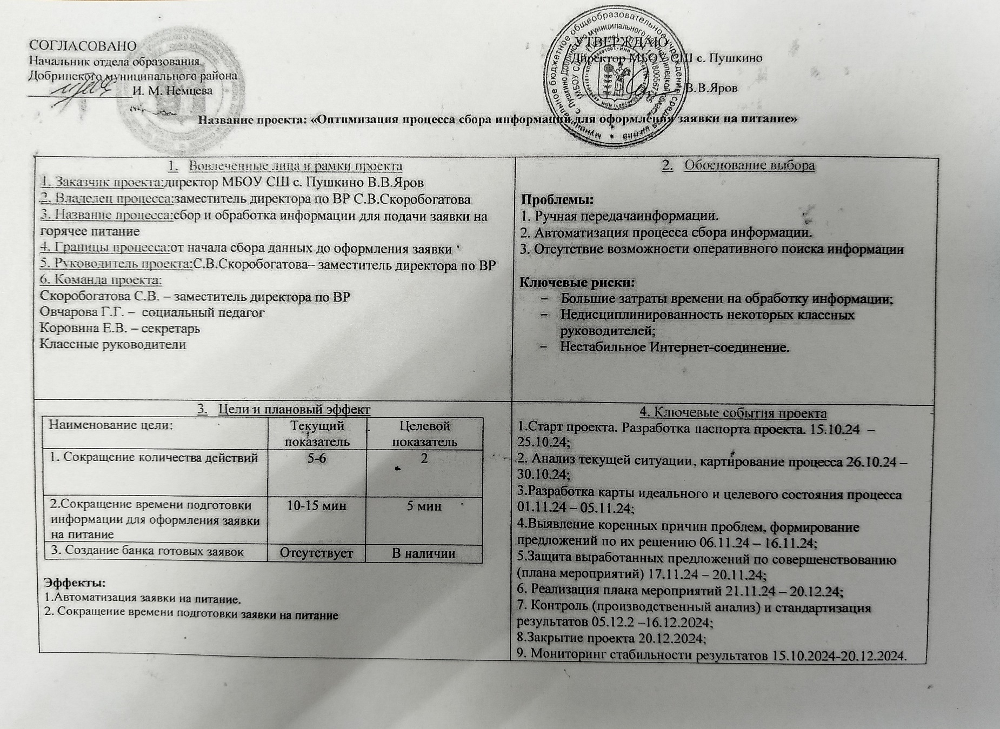 СОГЛАСОВАНО
Начальник отдела образования
Добринского муниципального района
И. М. Немцева
УТВЕРЖДАЮ
Директор МБОУ СШ с. Пушкино
В.В.Яров
Название проекта: «Оптимизация процесса сбора информации для оформления заявки на питание»
1. Вовлеченные лица и рамки проекта
1. Заказчик проекта:директор МБОУ СШ с. Пушкино В.В.Яров
2. Владелец процесса:заместитель директора по ВР С.В.Скоробогатова
3. Название процесса:сбор и обработка информации для подачи заявки на
горячее питание
4. Границы процесса:от начала сбора данных до оформления заявки
5. Руководитель проекта:С.В.Скоробогатова– заместитель директора по ВР
6. Команда проекта:
Скоробогатова С.В. – заместитель директора по ВР
Овчарова Г.Г. – социальный педагог
Коровина Е.В. – секретарь
Классные руководители
2. Обоснование выбора
Проблемы:
1. Ручная передачаинформации.
2. Автоматизация процесса сбора информации.
3. Отсутствие возможности оперативного поиска информации
Ключевые риски:
– Большие затраты времени на обработку информации;
– Недисциплинированность некоторых классных
руководителей;
– Нестабильное Интернет-соединение.
3. Цели и плановый эффект
Наименование цели: Текущий Целевой
показатель показатель
1. Сокращение количества действий 5-6 2
2.Сокращение времени подготовки 10-15 мин 5 мин
информации для оформления заявки
на питание
3. Создание банка готовых заявок Отсутствует В наличии
Эффекты:
1.Автоматизация заявки на питание.
2. Сокращение времени подготовки заявки на питание
4. Ключевые события проекта
1.Старт проекта. Разработка паспорта проекта. 15.10.24 –
25.10.24;
2. Анализ текущей ситуации, картирование процесса 26.10.24 –
30.10.24;
3.Разработка карты идеального и целевого состояния процесса
01.11.24 – 05.11.24;
4.Выявление коренных причин проблем, формирование
предложений по их решению 06.11.24 – 16.11.24;
5.Защита выработанных предложений по совершенствованию
(плана мероприятий) 17.11.24 – 20.11.24;
6. Реализация плана мероприятий 21.11.24 – 20.12.24;
7. Контроль (производственный анализ) и стандартизация
результатов 05.12.2 –16.12.2024;
8.Закрытие проекта 20.12.2024;
9. Мониторинг стабильности результатов 15.10.2024-20.12.2024.